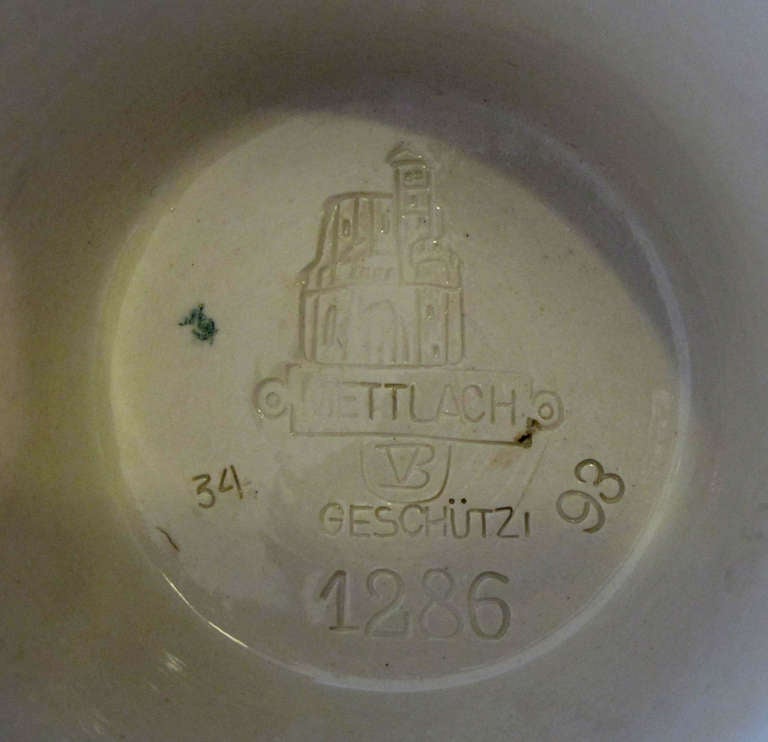 METTLACH
VB
34 GESCHÜTZT 93
1286